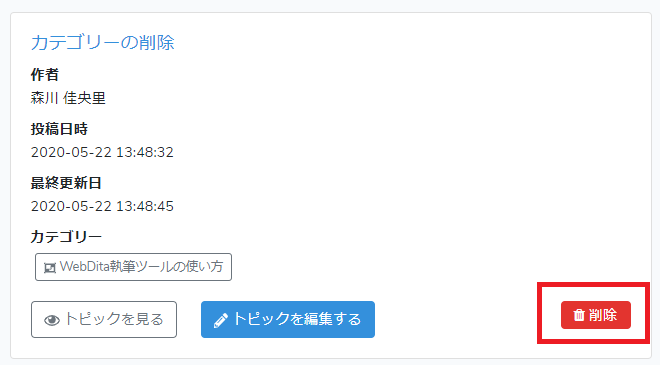 カテゴリーの削除
作者
森川 佳央里
投稿日時
2020-05-22 13:48:32
最終更新日
2020-05-22 13:48:45
カテゴリー
WebDita執筆ツールの使い方
トピックを見る トピックを編集する 削除